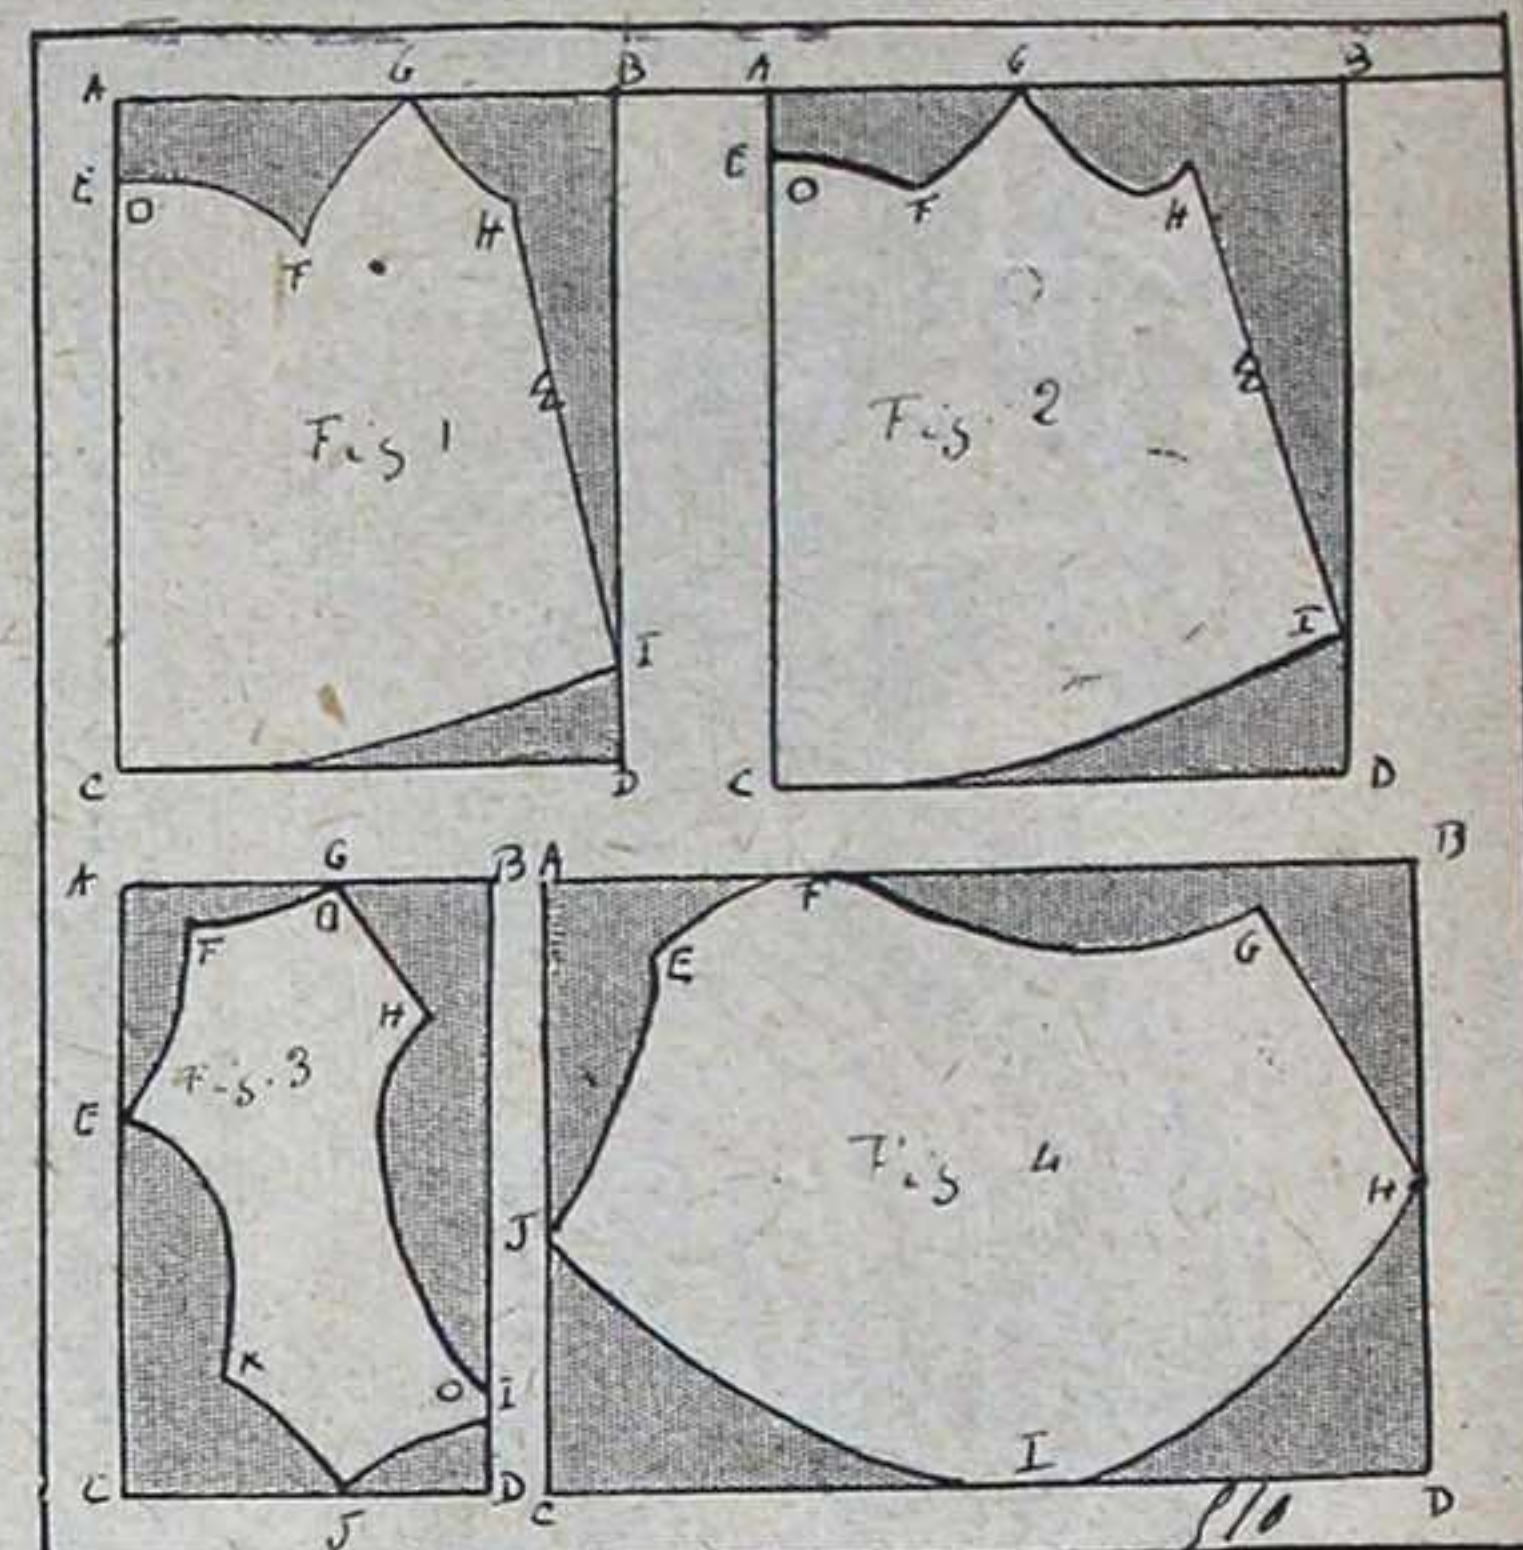 A G B A G B
E E
O F H O F H
Fig 1 Fig. 2
I I
C D C D
G B A B
A
F O F
E G
H
Fig. 3
E Fig 4
H
J
K O I
I
C J D C D